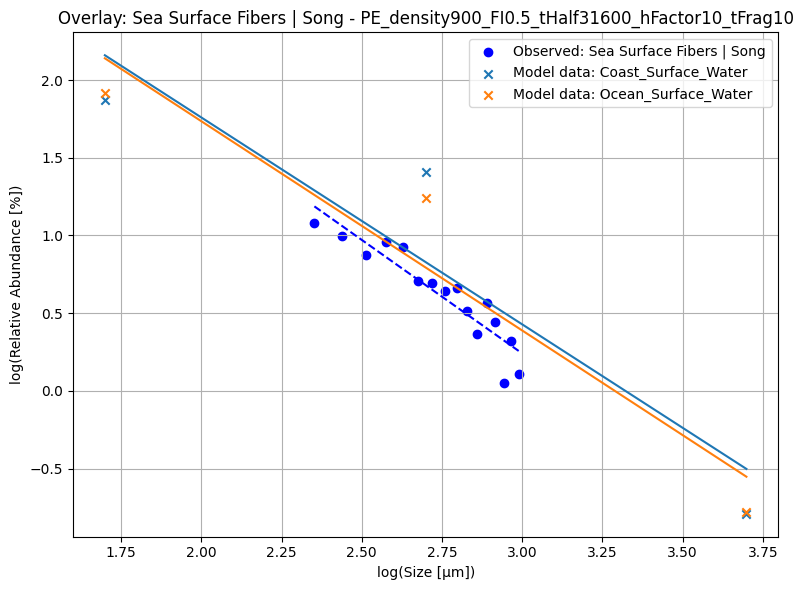 Overlay: Sea Surface Fibers | Song - PE_density900_FI0.5_tHalf31600_hFactor10_tFrag10
Observed: Sea Surface Fibers | Song
Model data: Coast_Surface_Water
Model data: Ocean_Surface_Water
log(Relative Abundance [%])
2.0
1.5
1.0
0.5
0.0
−0.5
1.75 2.00 2.25 2.50 2.75 3.00 3.25 3.50 3.75
log(Size [μm])